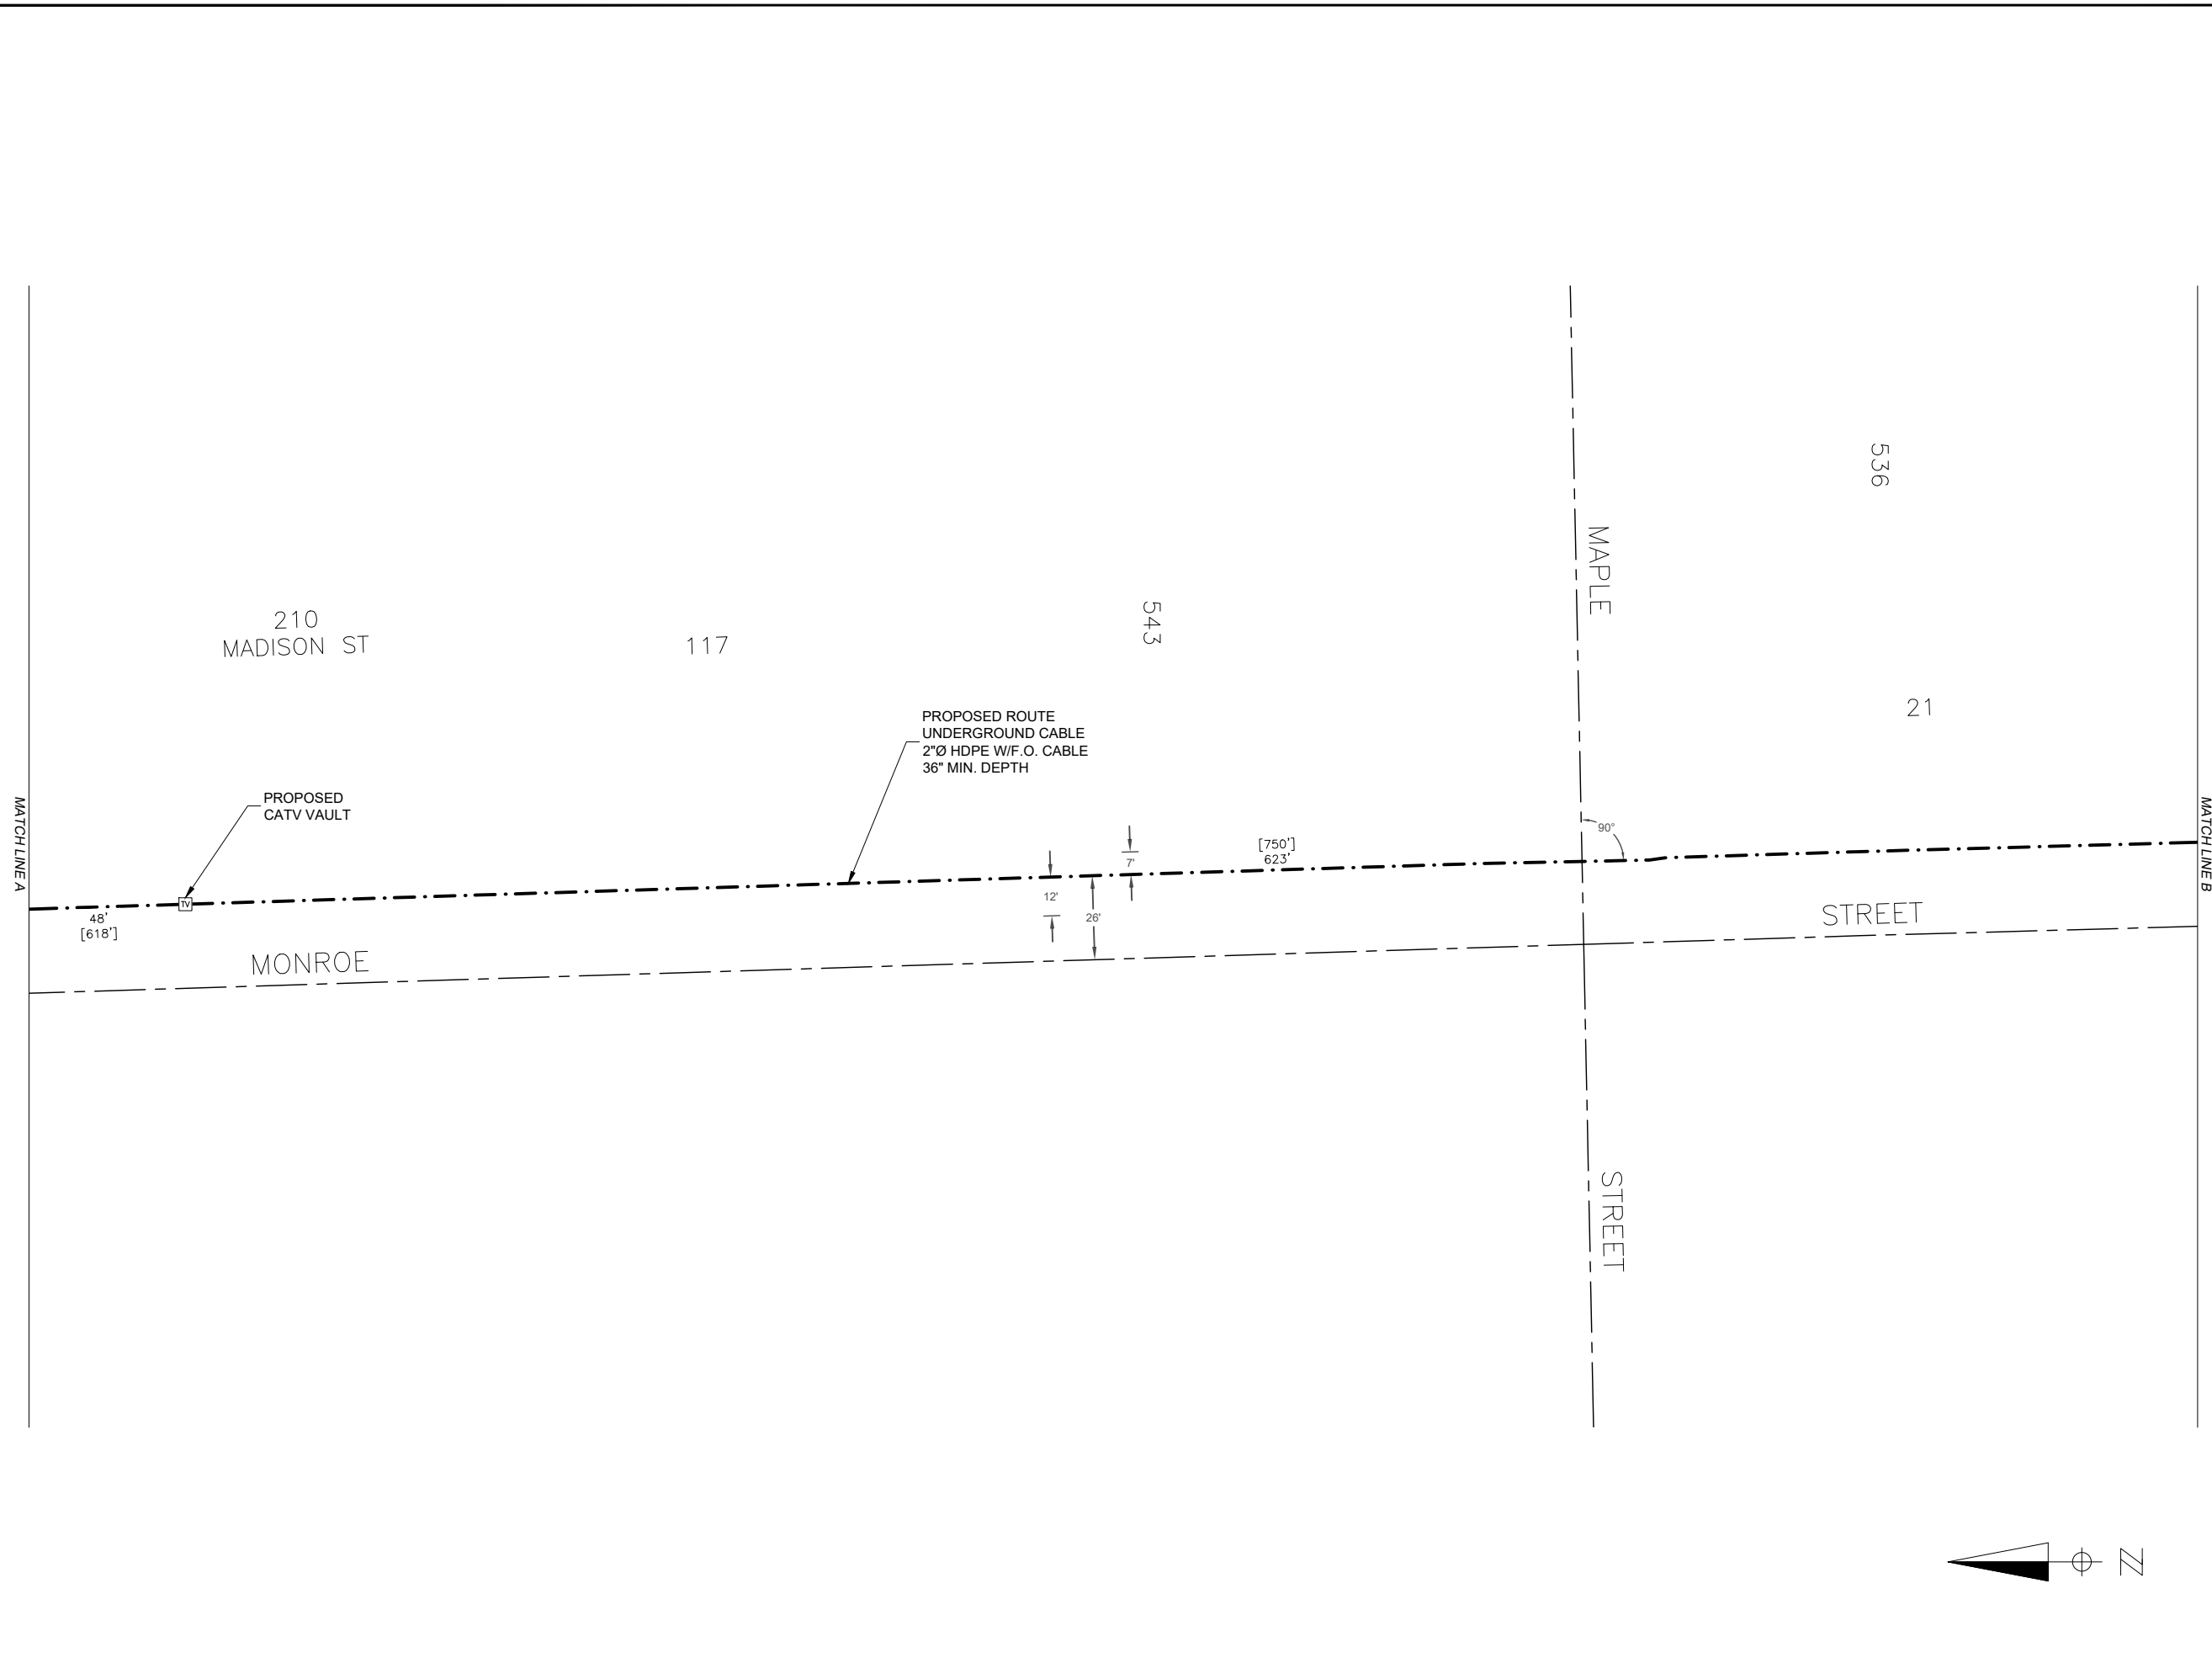 536
MAPLE
210
MADISON ST
117
543
21
PROPOSED ROUTE
UNDERGROUND CABLE
2"Ø HDPE W/F.O. CABLE
36" MIN. DEPTH
PROPOSED
CATV VAULT
MATCH LINE A
MATCH LINE B
90°
[750']
623'
7'
12'
26'
TV
48'
[618']
MONROE
STREET
STREET
N